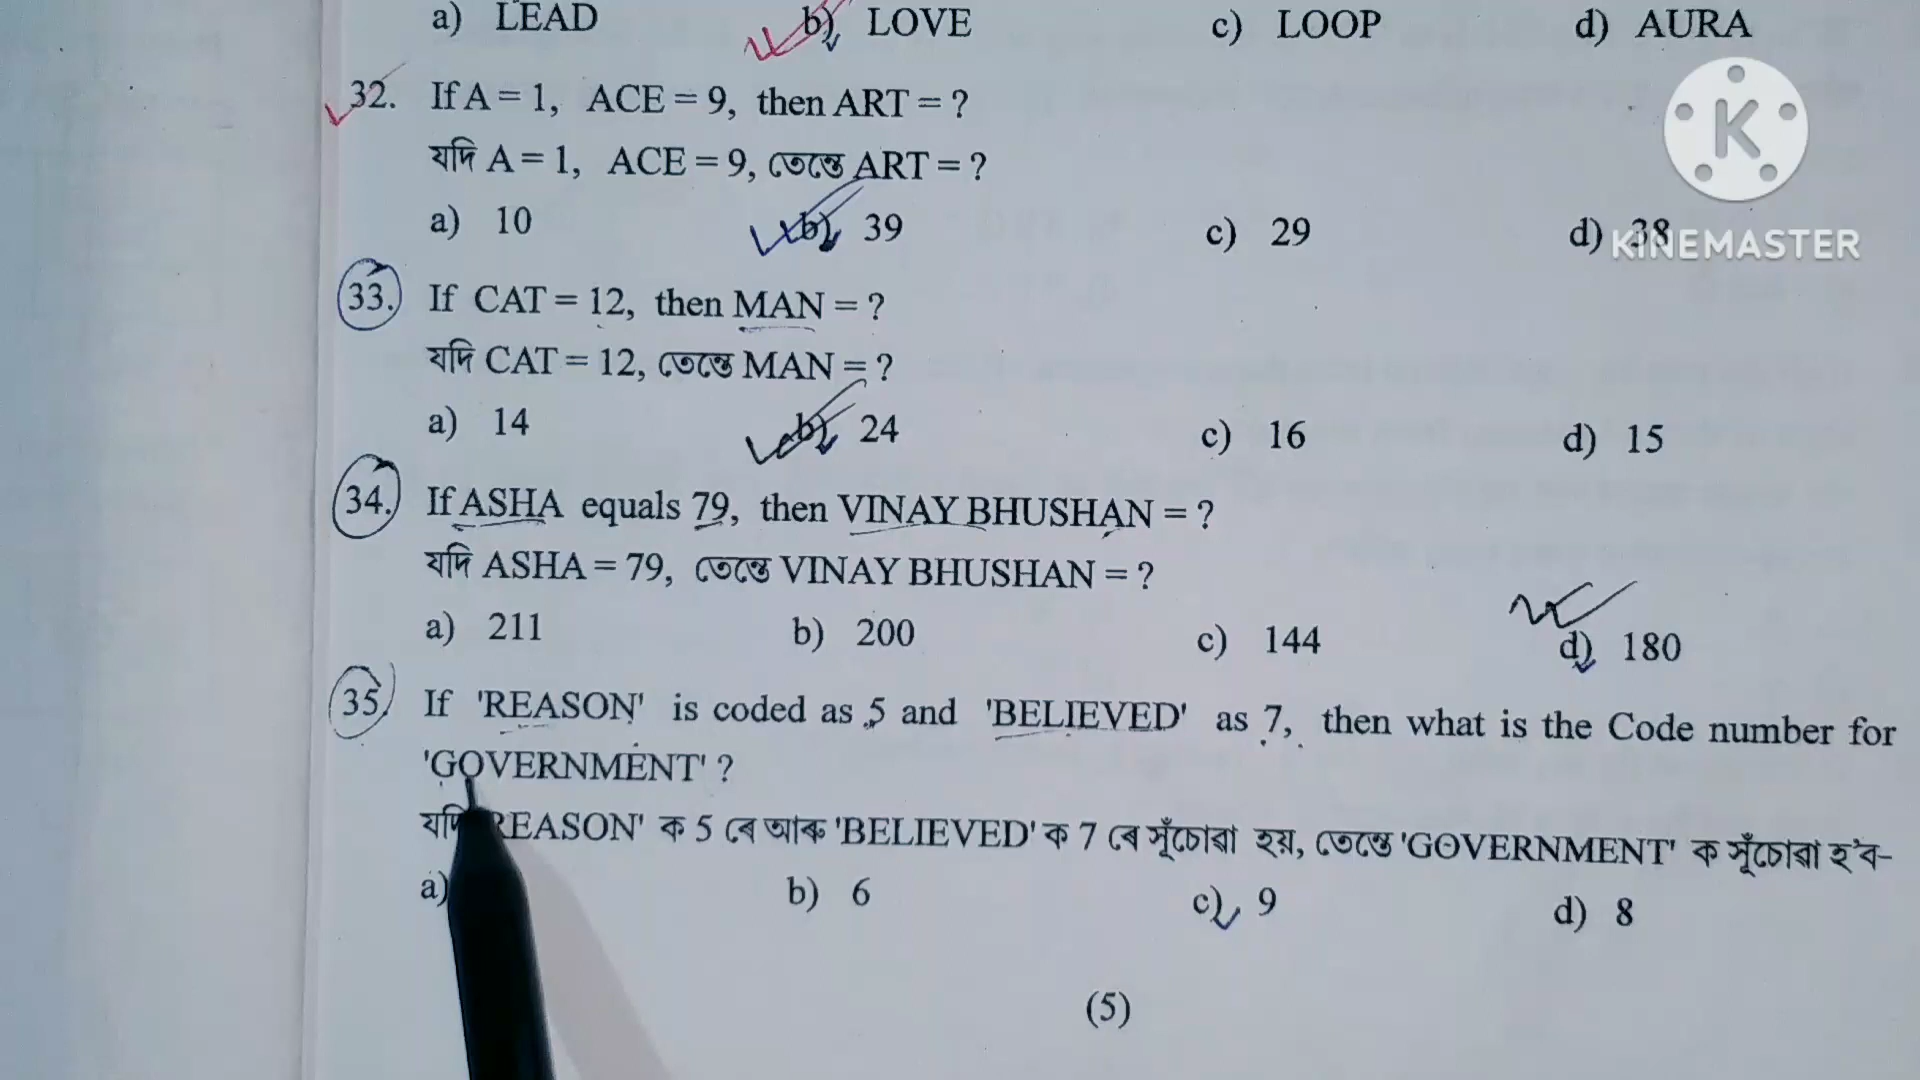 a) LEAD b) LOVE c) LOOP d) AURA
32. If A = 1, ACE = 9, then ART = ?
যদি A = 1, ACE = 9, তেন্তে ART = ?
a) 10 b) 39 c) 29 d) 38
K
KINEMASTER
33. If CAT = 12, then MAN = ?
যদি CAT = 12, তেন্তে MAN = ?
a) 14 b) 24 c) 16 d) 15
34. If ASHA equals 79, then VINAY BHUSHAN = ?
যদি ASHA = 79, তেন্তে VINAY BHUSHAN = ?
a) 211 b) 200 c) 144 d) 180
35. If 'REASON' is coded as 5 and 'BELIEVED' as 7, then what is the Code number for
'GOVERNMENT' ?
যদি REASON' ক 5 ৰে আৰু 'BELIEVED' ক 7 ৰে সূঁচোৱা হয়, তেন্তে 'GOVERNMENT' ক সূঁচোৱা হ'ব-
a) b) 6 c) 9 d) 8
(5)